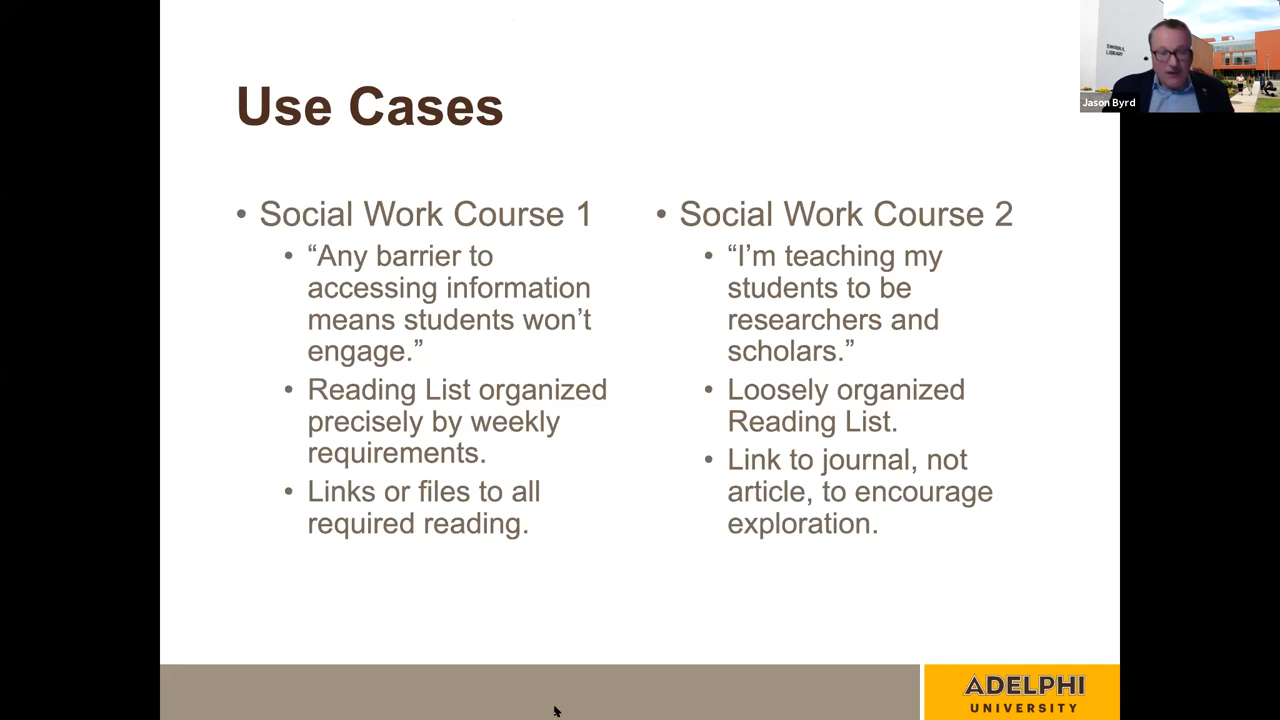 Use Cases
• Social Work Course 1
• “Any barrier to
accessing information
means students won’t
engage.”
• Reading List organized
precisely by weekly
requirements.
• Links or files to all
required reading.
• Social Work Course 2
• “I’m teaching my
students to be
researchers and
scholars.”
• Loosely organized
Reading List.
• Link to journal, not
article, to encourage
exploration.
SWIRBUL
LIBRARY
Jason Byrd
ADELPHI
UNIVERSITY